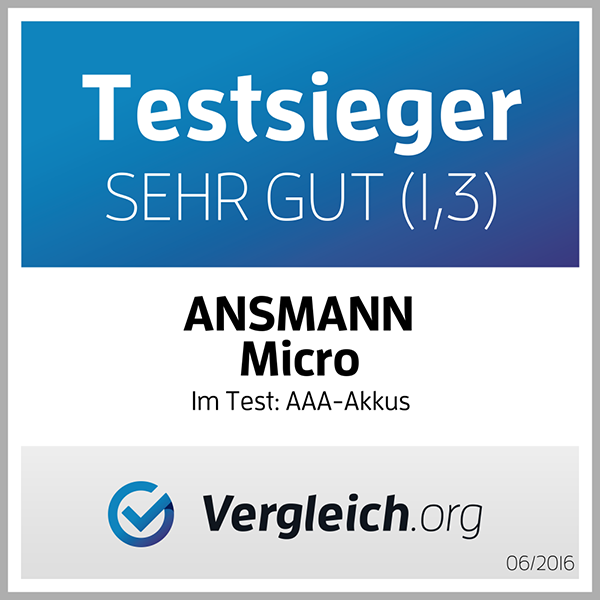 Testsieger
SEHR GUT (1,3)
ANSMANN
Micro
Im Test: AAA-Akkus
Vergleich.org
06/2016